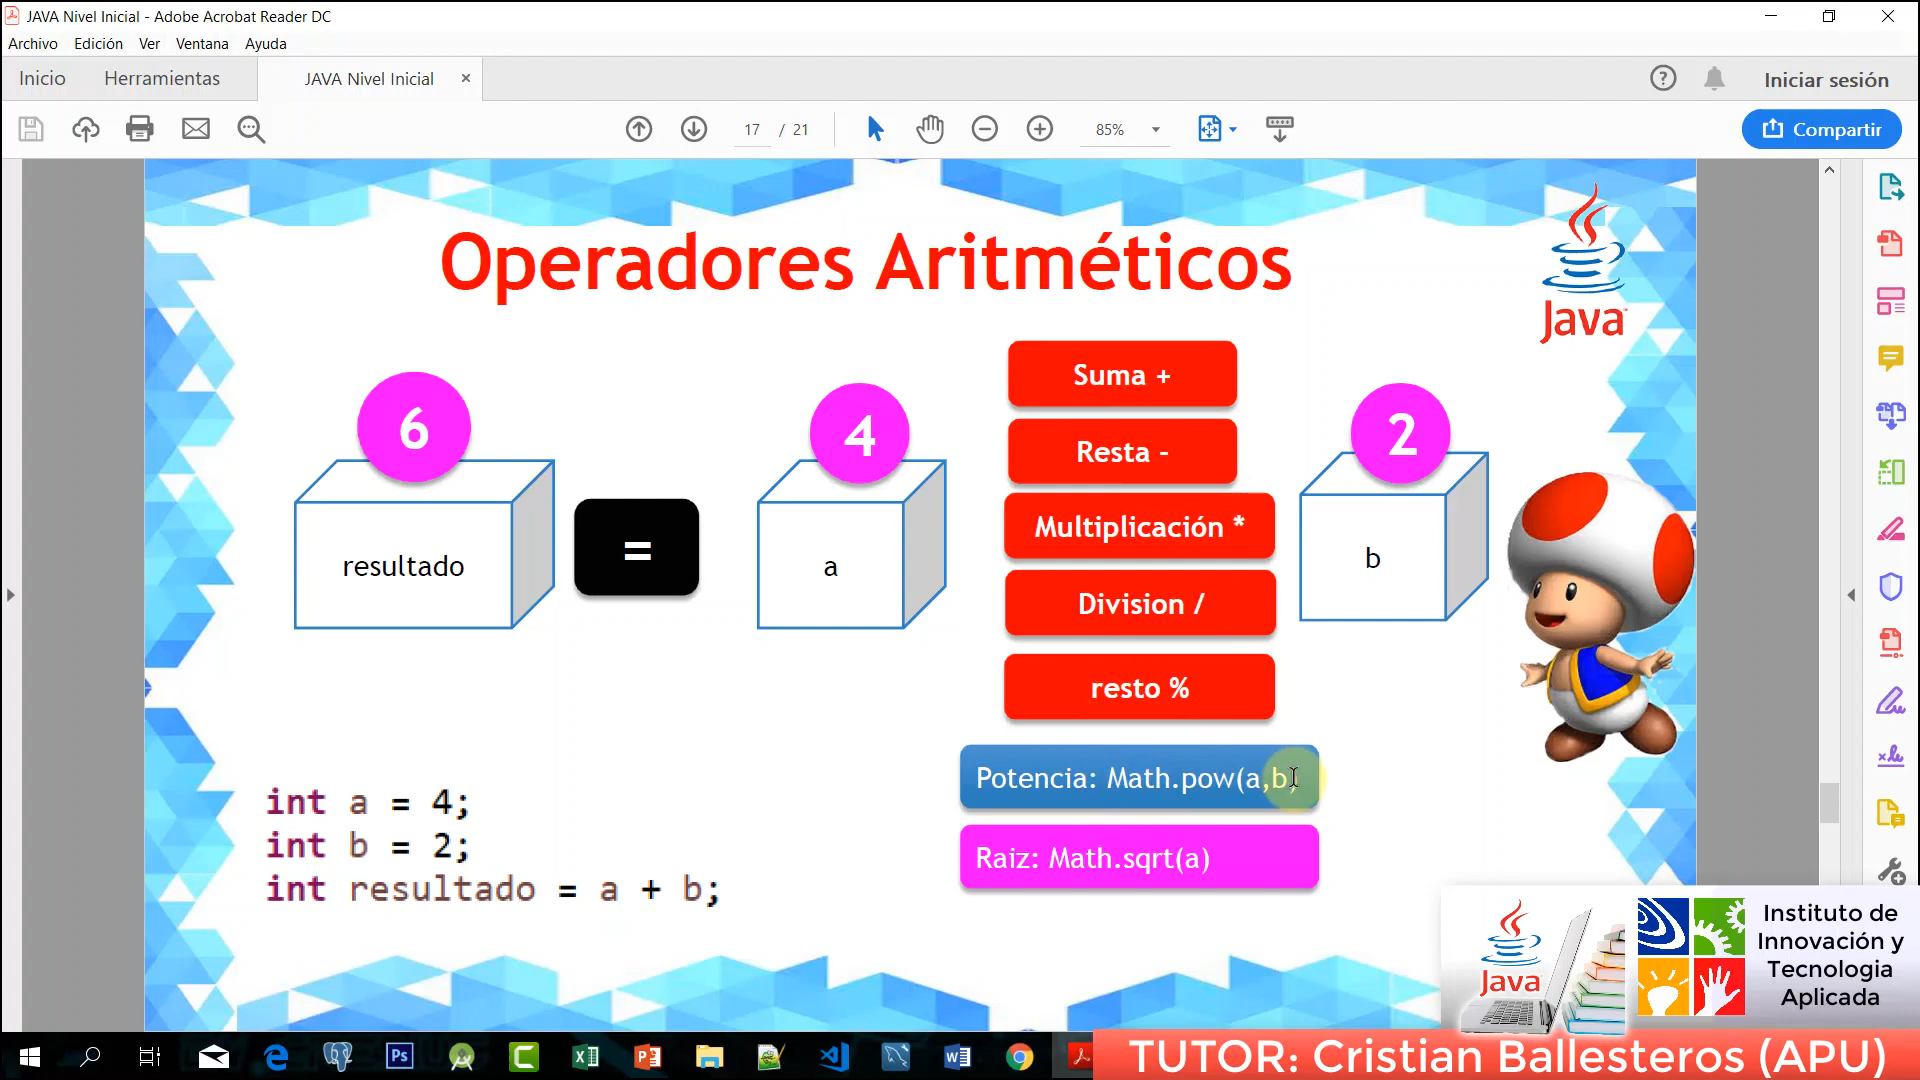 JAVA Nivel Inicial - Adobe Acrobat Reader DC
Archivo Edición Ver Ventana Ayuda
Inicio Herramientas JAVA Nivel Inicial × Iniciar sesión
17 / 21 85% Compartir
Operadores Aritméticos
Java
Suma +
Resta -
Multiplicación *
Division /
resto %
6
4
2
resultado
=
a
b
Potencia: Math.pow(a,b)
Raiz: Math.sqrt(a)
int a = 4;
int b = 2;
int resultado = a + b;
Java
Instituto de
Innovación y
Tecnologia
Aplicada
TUTOR: Cristian Ballesteros (APU)